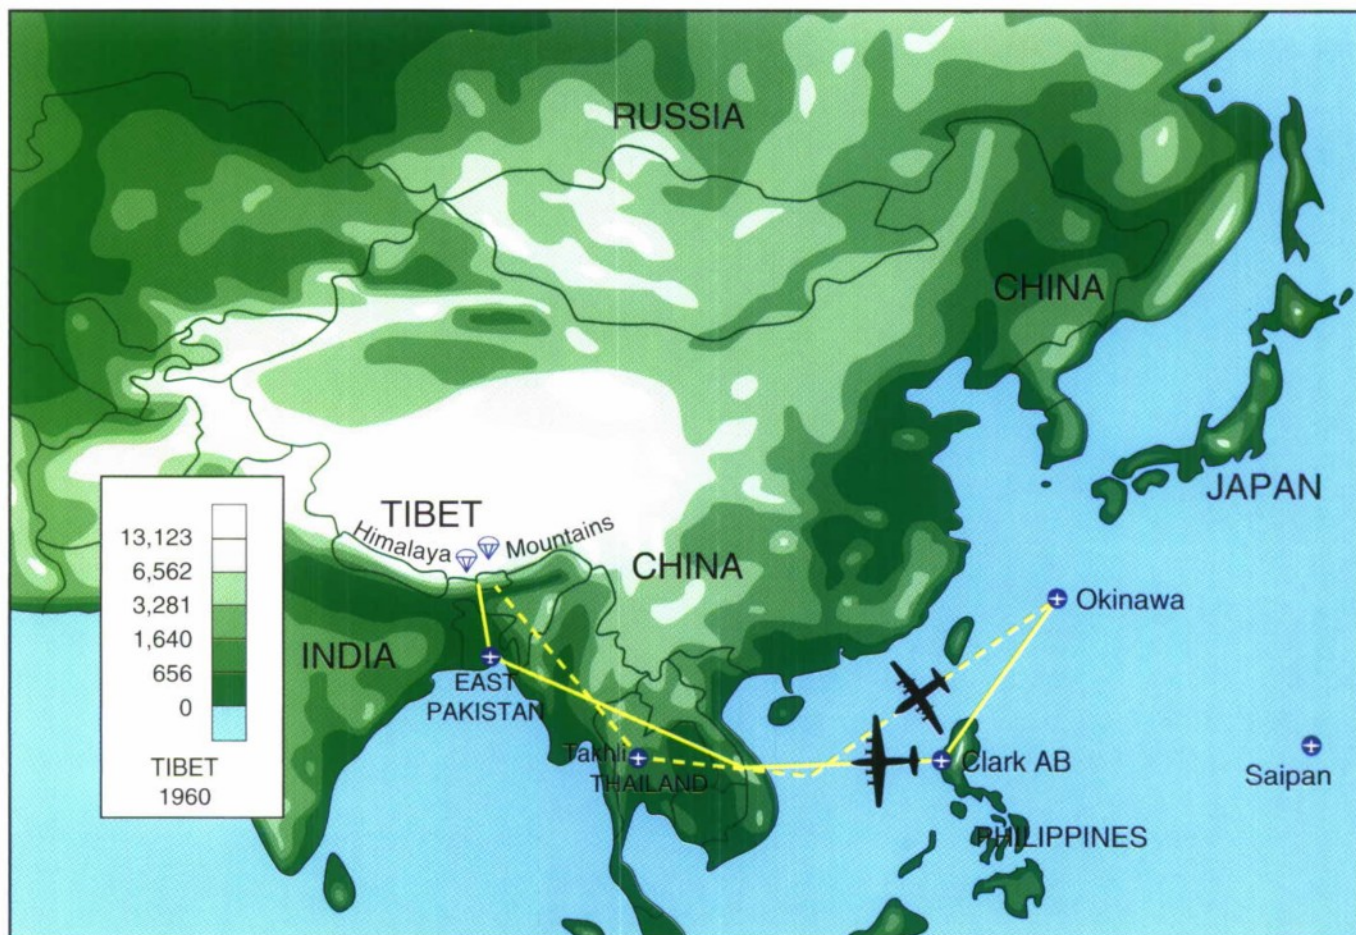 RUSSIA
CHINA
JAPAN
TIBET
Himalaya
Mountains
CHINA
13,123
6,562
3,281
1,640
656
0
TIBET
1960
INDIA
EAST
PAKISTAN
Okinawa
Takhli
THAILAND
Clark AB
Saipan
PHILIPPINES